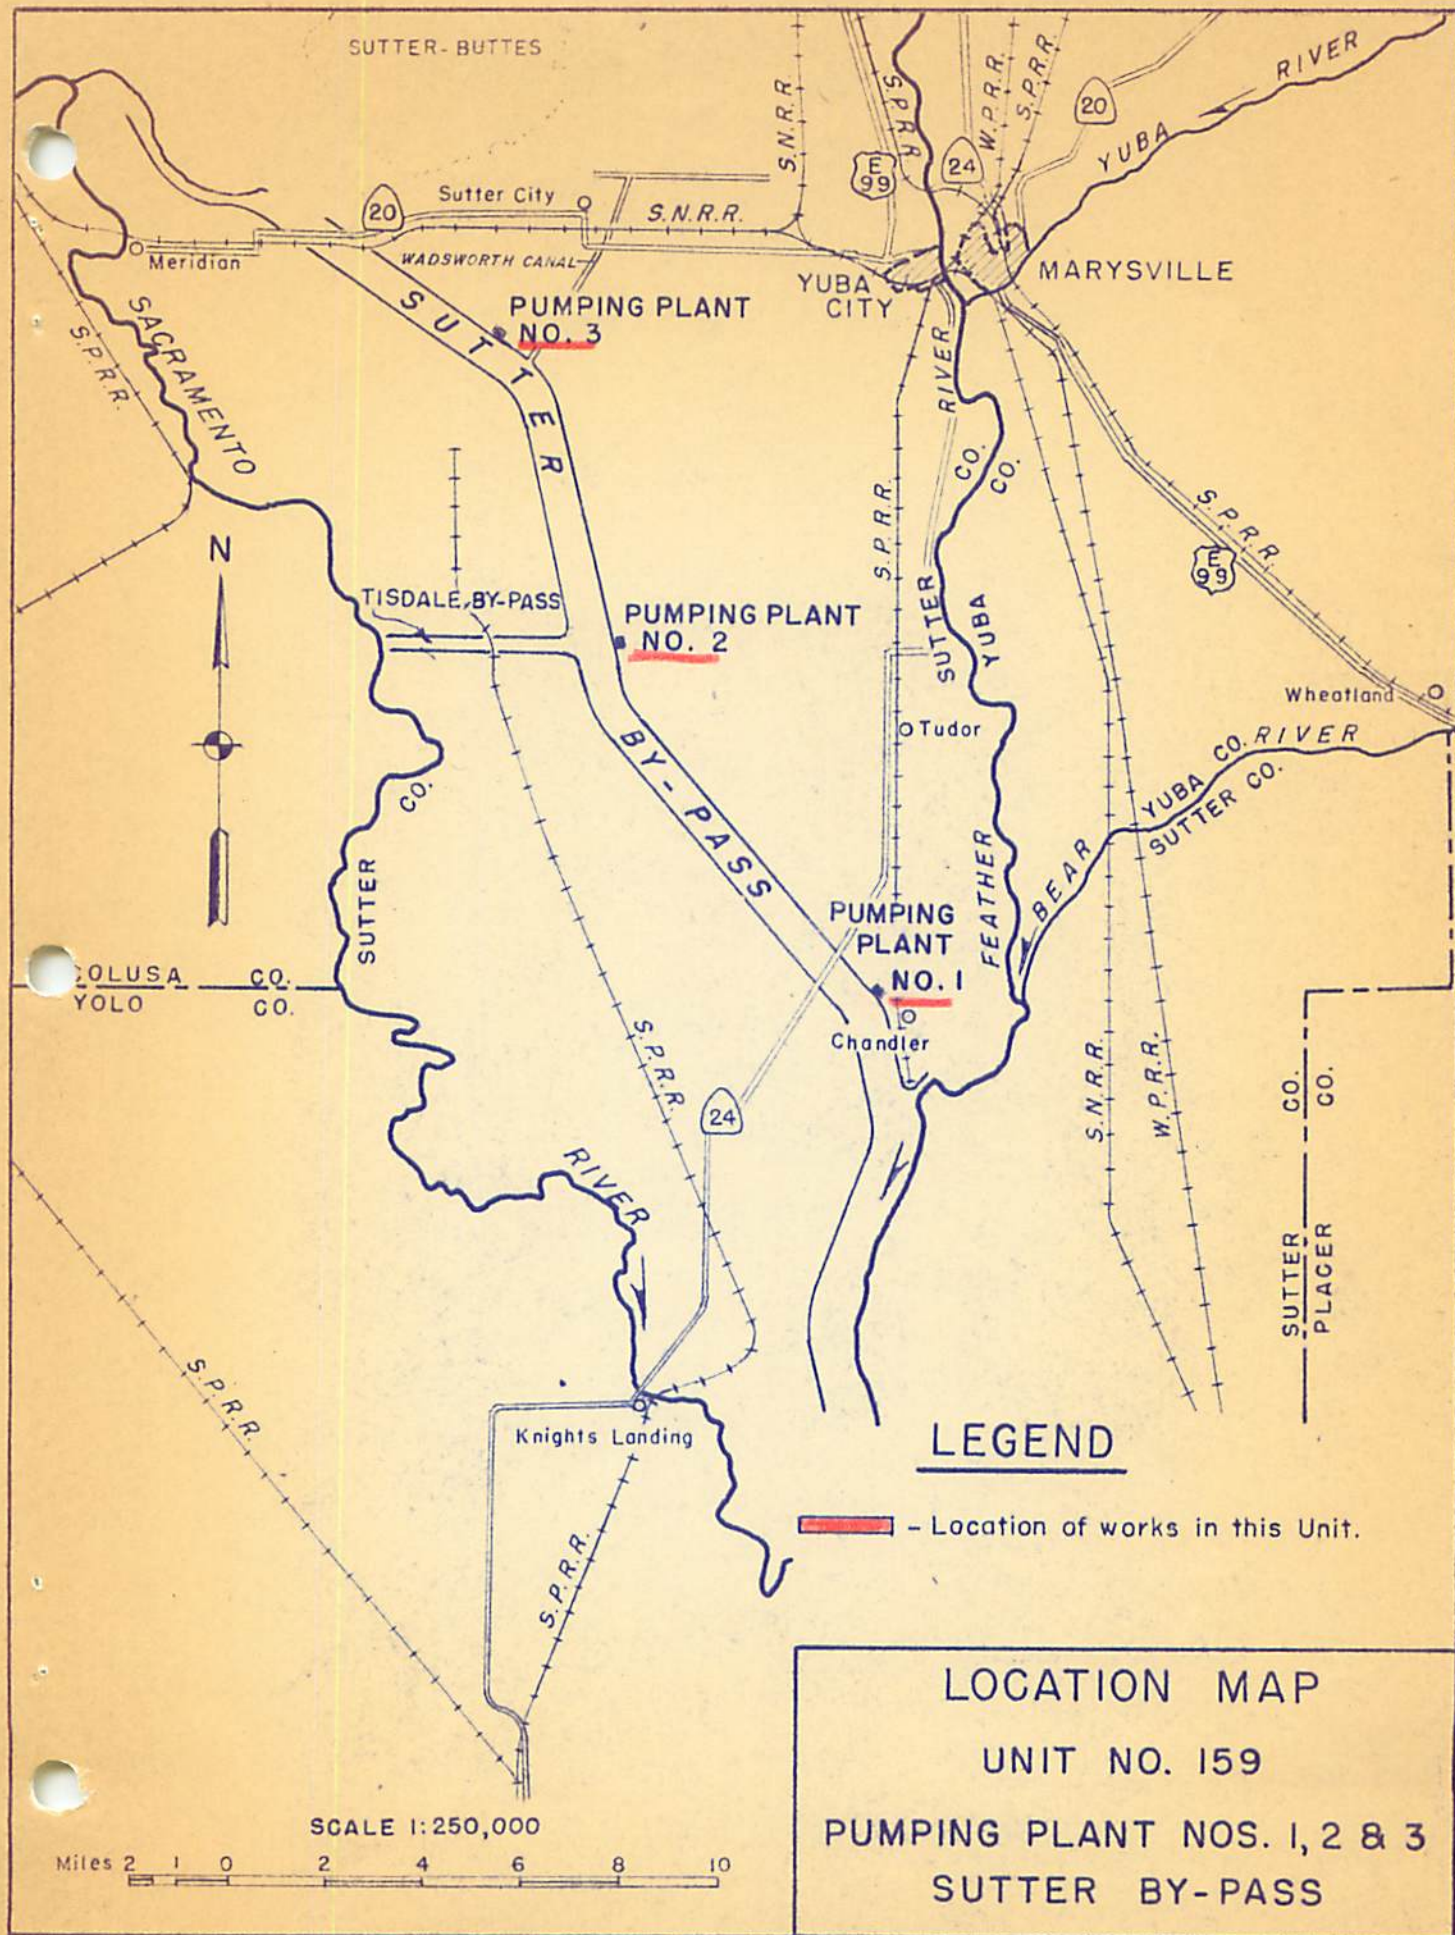 SUTTER-BUTTES
S.N.R.R.
S.P.R.R.
W.P.R.R.
S.P.R.R.
20
RIVER
YUBA
E
99
24
20
Sutter City
S.N.R.R.
Meridian
WADSWORTH CANAL
YUBA
CITY
MARYSVILLE
SUTTER
PUMPING PLANT
NO. 3
SACRAMENTO
S.P.R.R.
RIVER
CO.
CO.
S.P.R.R.
S.P.R.R.
E
99
N
TISDALE BY-PASS
PUMPING PLANT
NO. 2
SUTTER
YUBA
Wheatland
Tudor
BY-PASS
CO.
YUBA CO.
RIVER
SUTTER CO.
SUTTER
FEATHER
BEAR
PUMPING
PLANT
NO. 1
COLUSA CO.
YOLO CO.
Chandler
S.P.R.R.
24
S.N.R.R.
W.P.R.R.
SUTTER CO.
PLACER CO.
RIVER
S.P.R.R.
Knights Landing
S.P.R.R.
LEGEND
- Location of works in this Unit.
SCALE 1:250,000
Miles 2 1 0 2 4 6 8 10
LOCATION MAP
UNIT NO. 159
PUMPING PLANT NOS. 1, 2 & 3
SUTTER BY-PASS